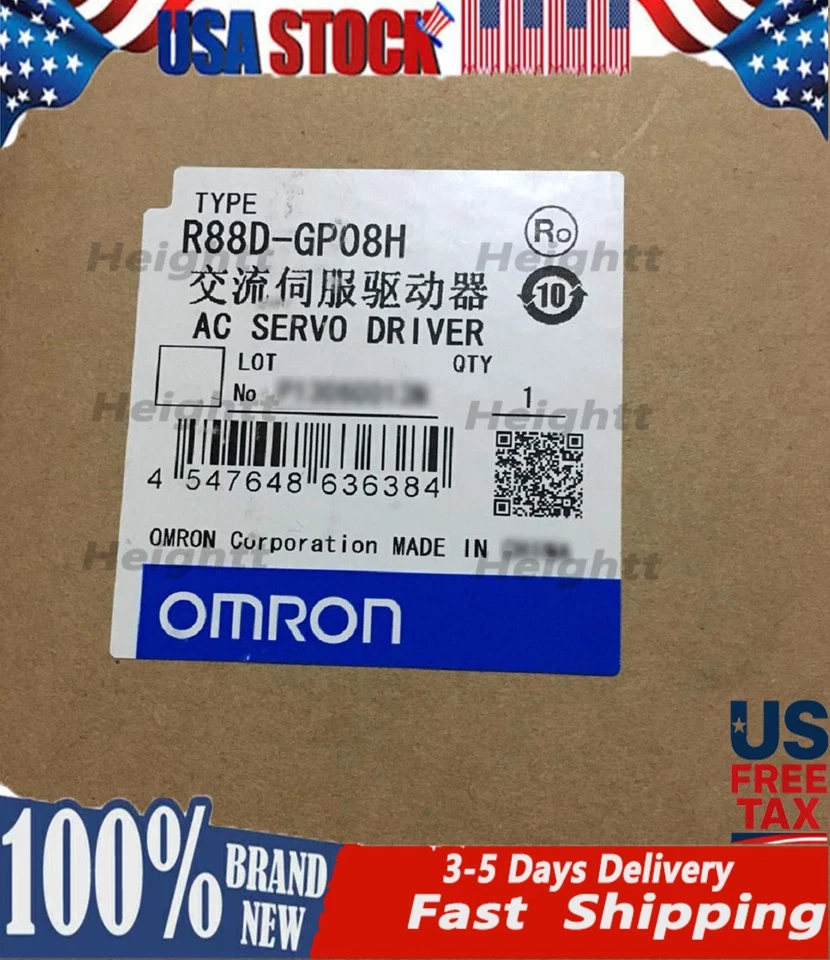 USA STOCK
TYPE
R88D-GP08H
Ro
交流伺服驱动器
10
AC SERVO DRIVER
LOT
QTY
No
1
4 547648 636384
OMRON Corporation MADE IN
OMRON
Heightt Heightt
Heightt Heightt
Heightt Heightt
US
FREE
TAX
100% BRAND
NEW
3-5 Days Delivery
Fast Shipping